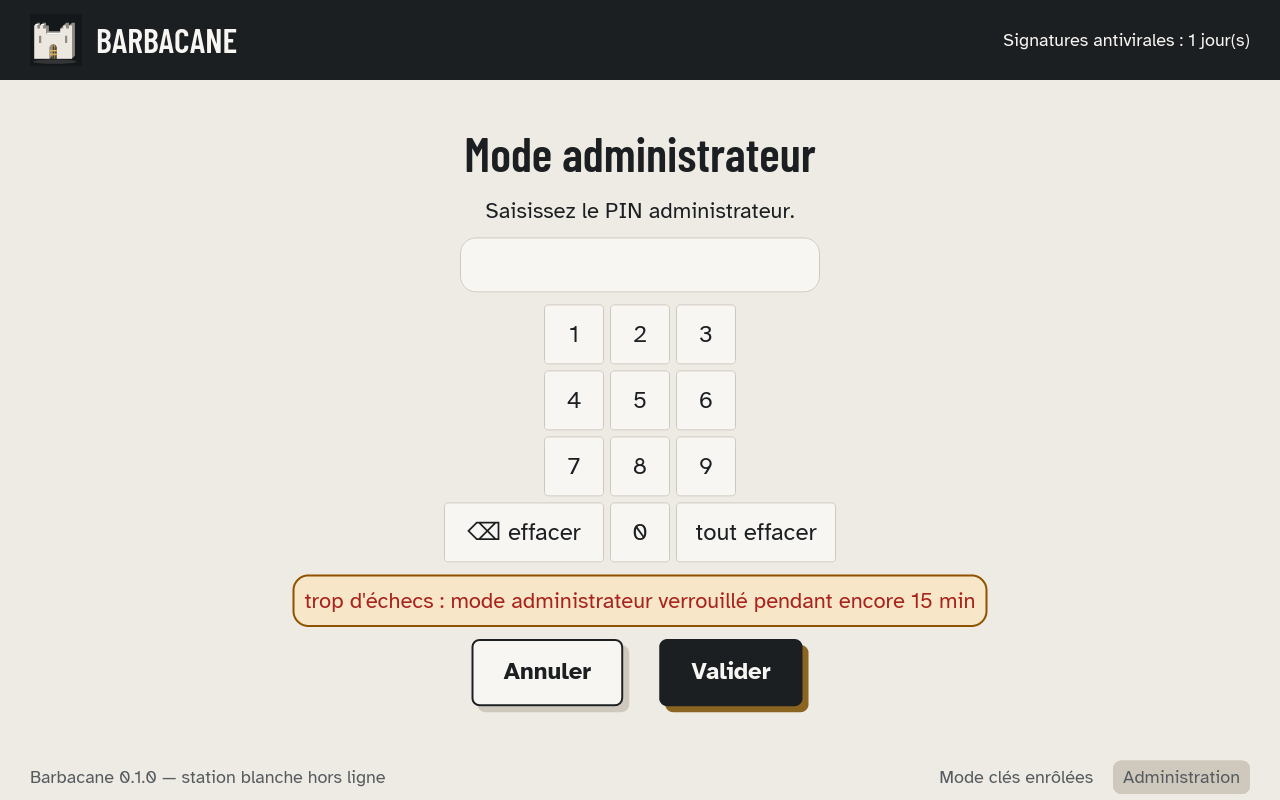 BARBACANE
Signatures antivirales : 1 jour(s)
Mode administrateur
Saisissez le PIN administrateur.
1 2 3
4 5 6
7 8 9
⌫ effacer 0 tout effacer
trop d'échecs : mode administrateur verrouillé pendant encore 15 min
Annuler Valider
Barbacane 0.1.0 — station blanche hors ligne
Mode clés enrôlées Administration